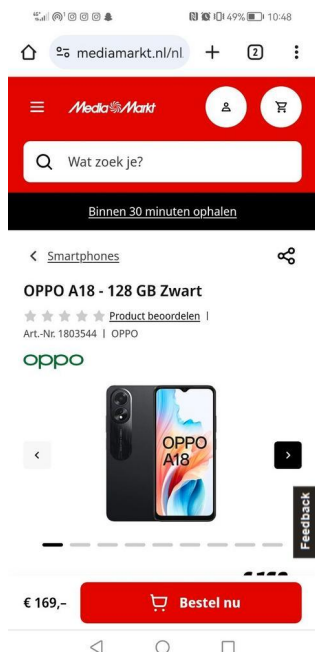 49% 10:48
mediamarkt.nl/nl
2
MediaMarkt
Wat zoek je?
Binnen 30 minuten ophalen
Smartphones
OPPO A18 - 128 GB Zwart
Product beoordelen |
Art.-Nr. 1803544 | OPPO
oppo
OPPO
A18
Feedback
€ 169,–
Bestel nu